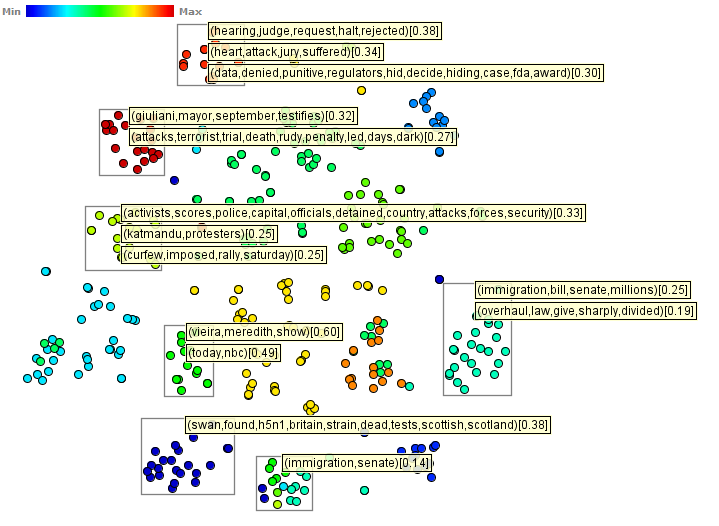 Min Max
(hearing,judge,request,halt,rejected)[0.38]
(heart,attack,jury,suffered)[0.34]
(data,denied,punitive,regulators,hid,decide,hiding,case,fda,award)[0.30]
(giuliani,mayor,september,testifies)[0.32]
(attacks,terrorist,trial,death,rudy,penalty,led,days,dark)[0.27]
(activists,scores,police,capital,officials,detained,country,attacks,forces,security)[0.33]
(katmandu,protesters)[0.25]
(curfew,imposed,rally,saturday)[0.25]
(immigration,bill,senate,millions)[0.25]
(overhaul,law,give,sharply,divided)[0.19]
(vieira,meredith,show)[0.60]
(today,nbc)[0.49]
(swan,found,h5n1,britain,strain,dead,tests,scottish,scotland)[0.38]
(immigration,senate)[0.14]